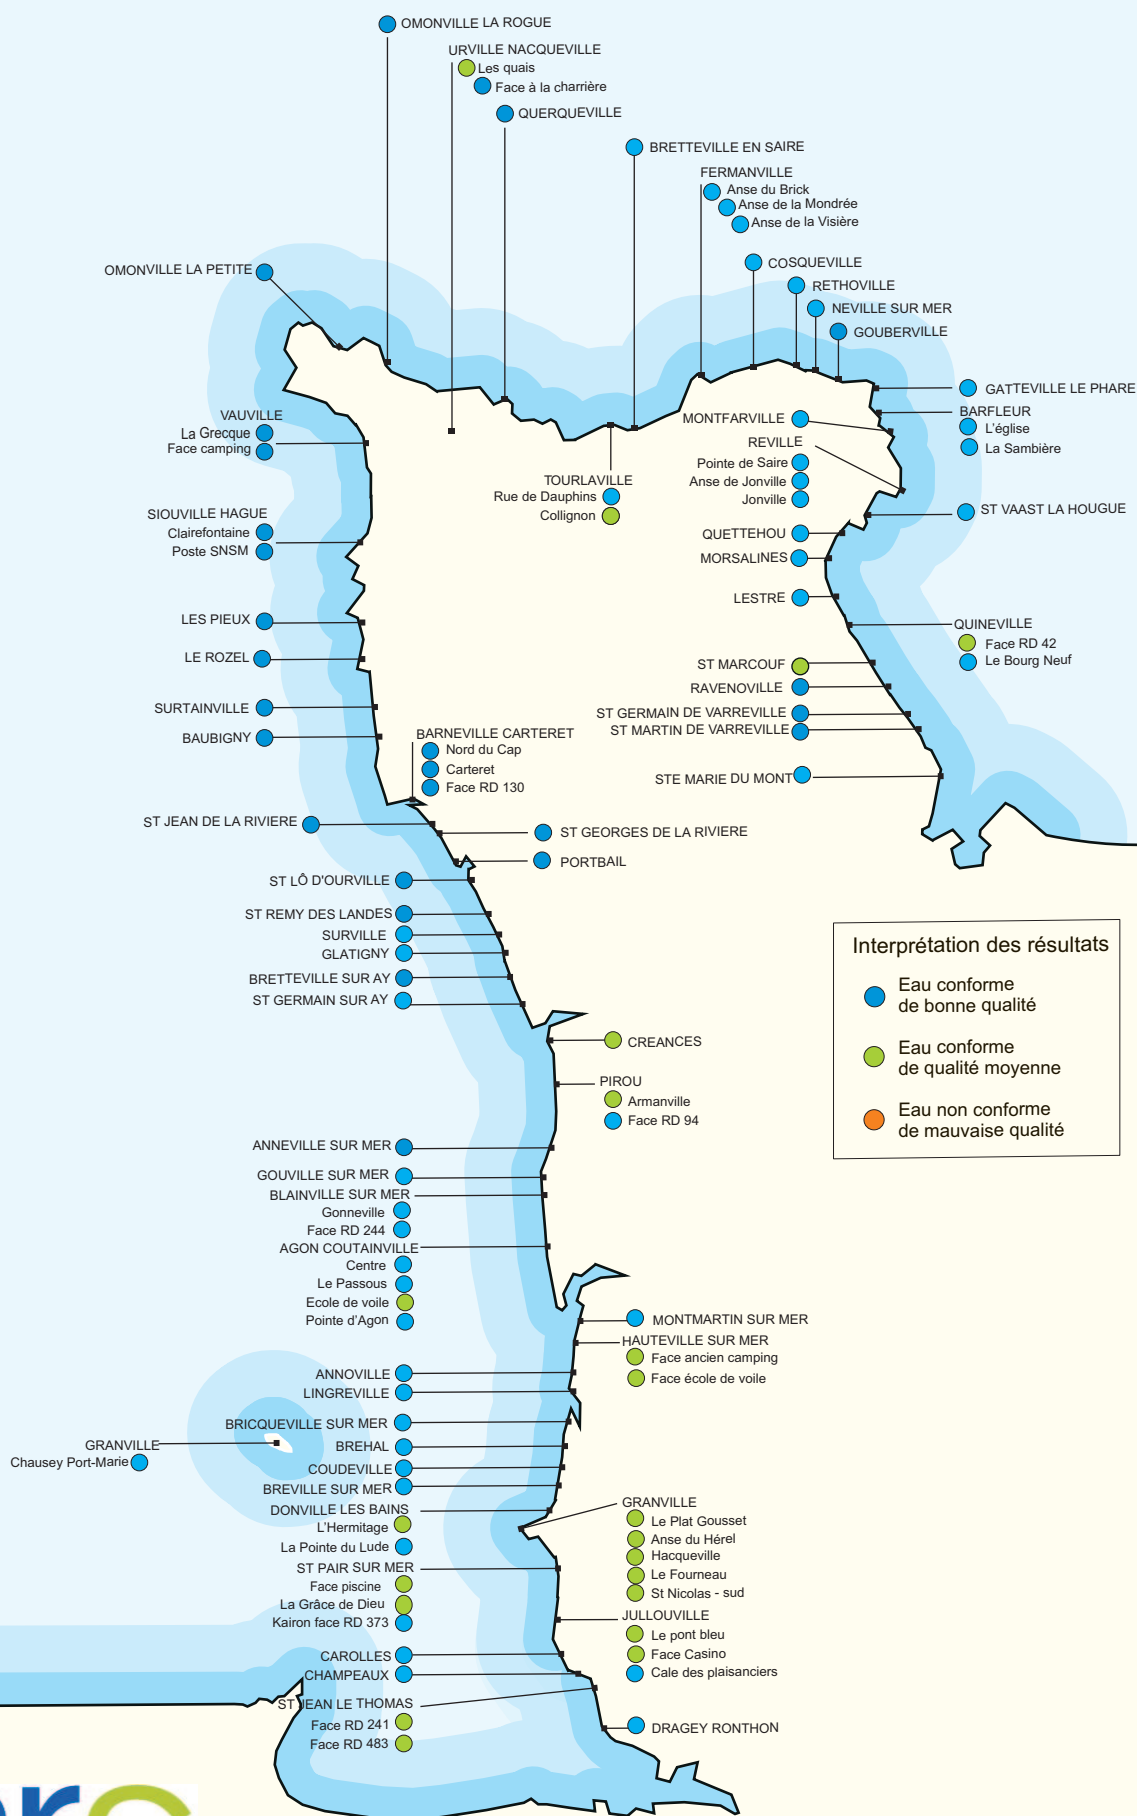 OMONVILLE LA ROGUE
URVILLE NACQUEVILLE
Les quais
Face à la charrière
QUERQUEVILLE
BRETTEVILLE EN SAIRE
FERMANVILLE
Anse du Brick
Anse de la Mondrée
Anse de la Visière
COSQUEVILLE
OMONVILLE LA PETITE
RETHOVILLE
NEVILLE SUR MER
GOUBERVILLE
GATTEVILLE LE PHARE
BARFLEUR
L'église
La Sambière
VAUVILLE
La Grecque
Face camping
MONTFARVILLE
REVILLE
Pointe de Saire
Anse de Jonville
Jonville
TOURLAVILLE
Rue de Dauphins
Collignon
ST VAAST LA HOUGUE
SIOUVILLE HAGUE
Clairefontaine
Poste SNSM
QUETTEHOU
MORSALINES
LESTRE
LES PIEUX
QUINEVILLE
Face RD 42
Le Bourg Neuf
LE ROZEL
ST MARCOUF
RAVENOVILLE
SURTAINVILLE
ST GERMAIN DE VARREVILLE
ST MARTIN DE VARREVILLE
BAUBIGNY
BARNEVILLE CARTERET
Nord du Cap
Carteret
Face RD 130
STE MARIE DU MONT
ST JEAN DE LA RIVIERE
ST GEORGES DE LA RIVIERE
PORTBAIL
ST LÔ D'OURVILLE
ST REMY DES LANDES
SURVILLE
GLATIGNY
BRETTEVILLE SUR AY
ST GERMAIN SUR AY
Interprétation des résultats
Eau conforme
de bonne qualité
Eau conforme
de qualité moyenne
Eau non conforme
de mauvaise qualité
CREANCES
PIROU
Armanville
Face RD 94
ANNEVILLE SUR MER
GOUVILLE SUR MER
BLAINVILLE SUR MER
Gonneville
Face RD 244
AGON COUTAINVILLE
Centre
Le Passous
Ecole de voile
Pointe d'Agon
MONTMARTIN SUR MER
HAUTEVILLE SUR MER
Face ancien camping
Face école de voile
ANNOVILLE
LINGREVILLE
BRICQUEVILLE SUR MER
GRANVILLE
Chausey Port-Marie
BREHAL
COUDEVILLE
BREVILLE SUR MER
DONVILLE LES BAINS
L'Hermitage
La Pointe du Lude
GRANVILLE
Le Plat Gousset
Anse du Hérel
Hacqueville
Le Fourneau
St Nicolas - sud
ST PAIR SUR MER
Face piscine
La Grâce de Dieu
Kairon face RD 373
JULLOUVILLE
Le pont bleu
Face Casino
Cale des plaisanciers
CAROLLES
CHAMPEAUX
ST JEAN LE THOMAS
Face RD 241
Face RD 483
DRAGEY RONTHON